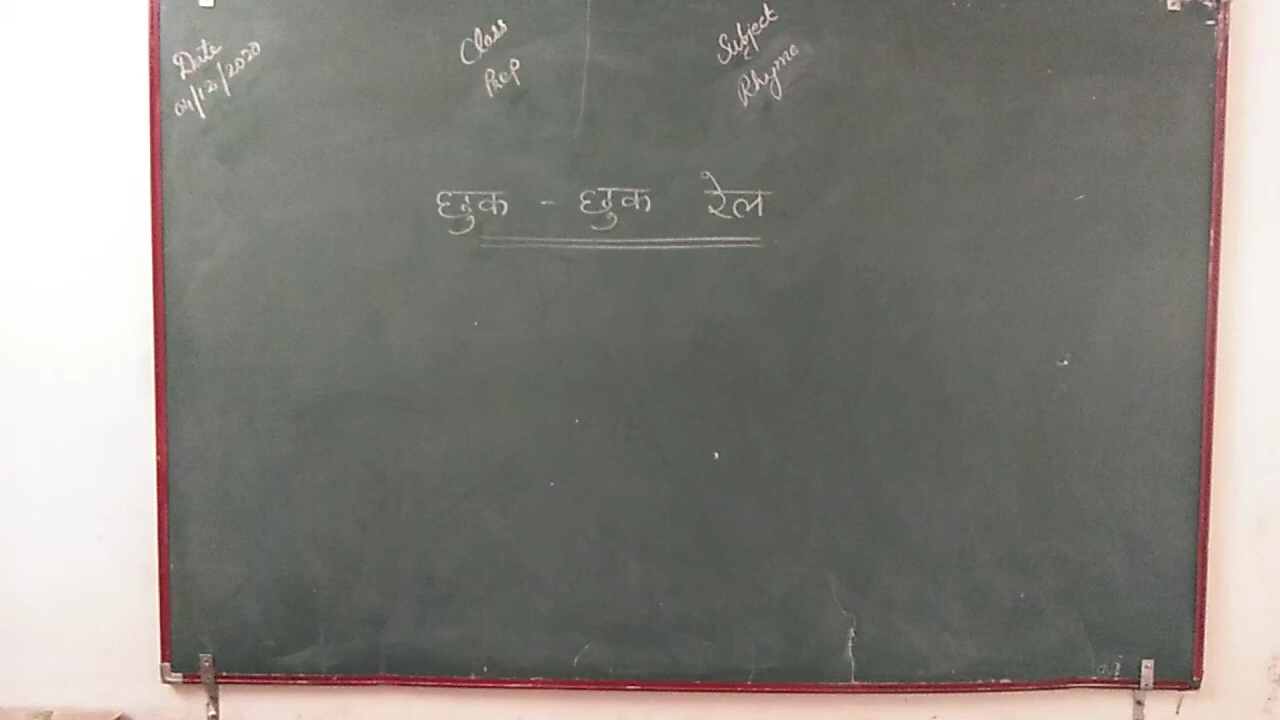 Date
04/12/2020
Class
Prep
Subject
Rhyme
छुक - छुक रेल